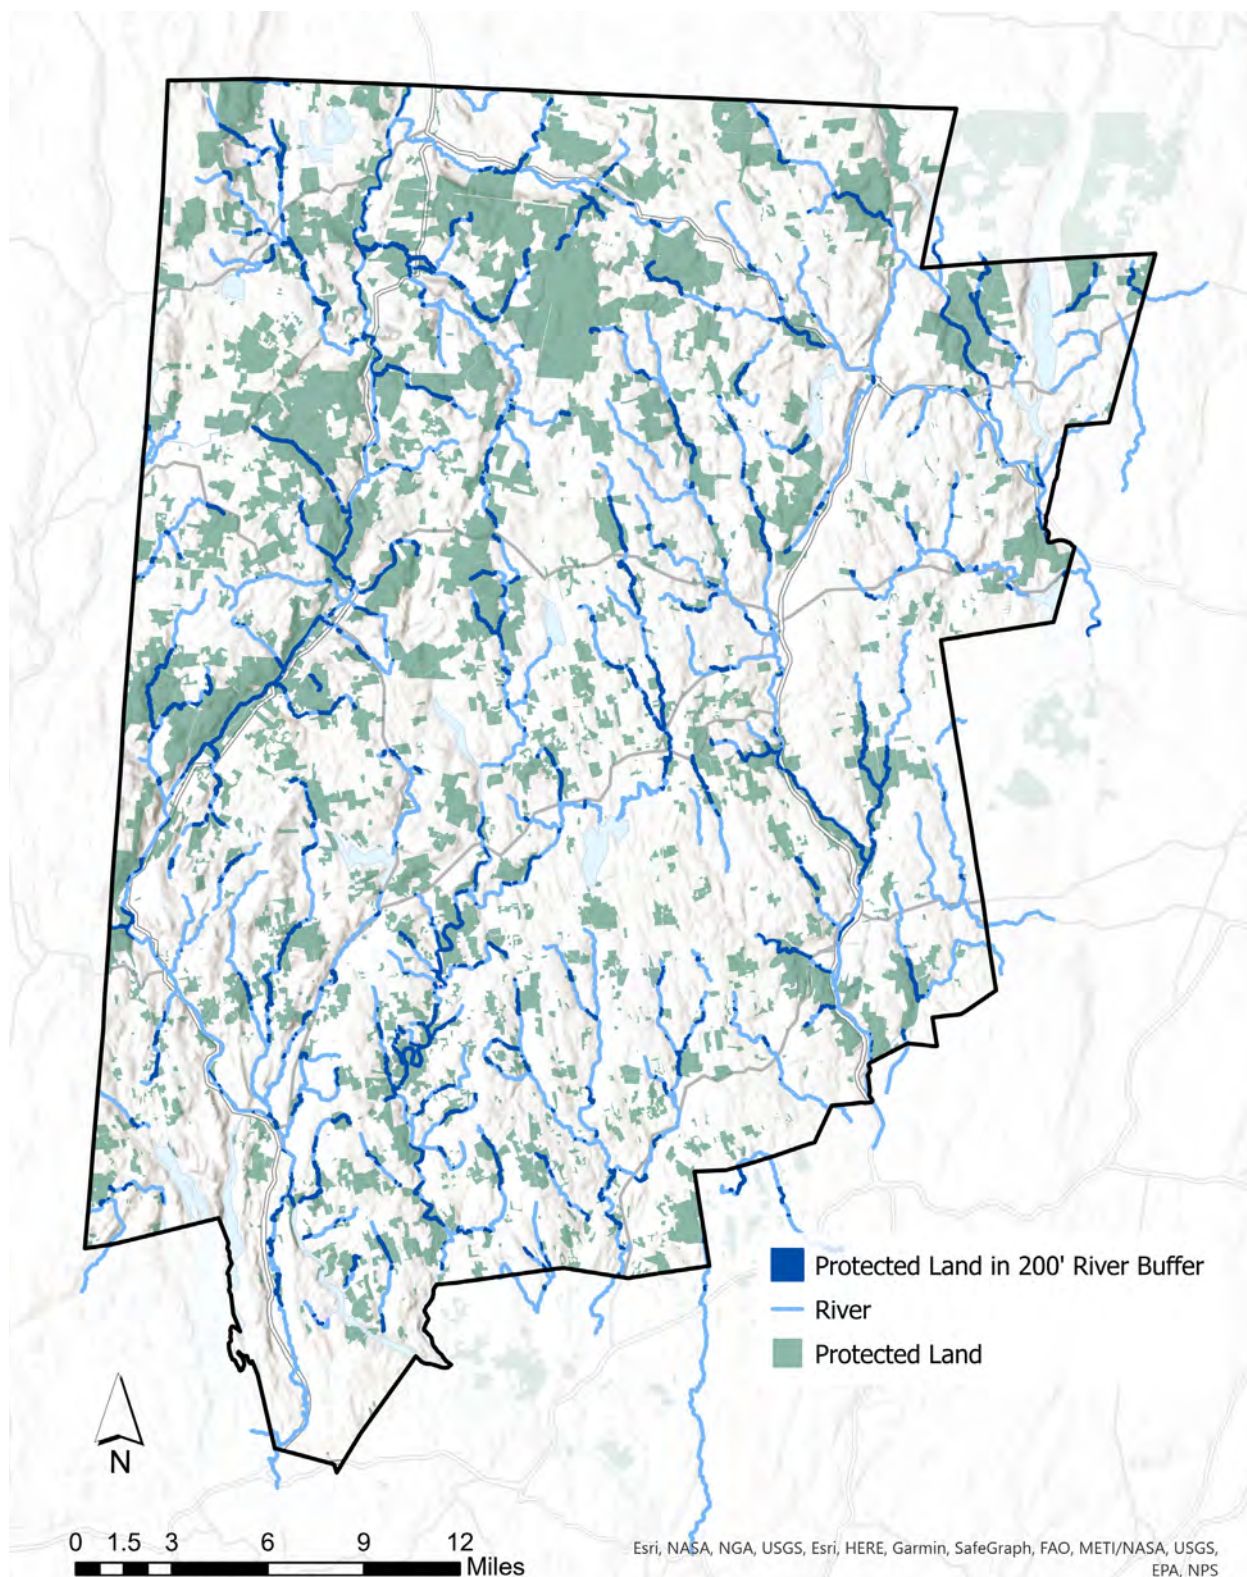 Protected Land in 200' River Buffer
River
Protected Land
N
0 1.5 3 6 9 12
Miles
Esri, NASA, NGA, USGS, Esri, HERE, Garmin, SafeGraph, FAO, METI/NASA, USGS,
EPA, NPS